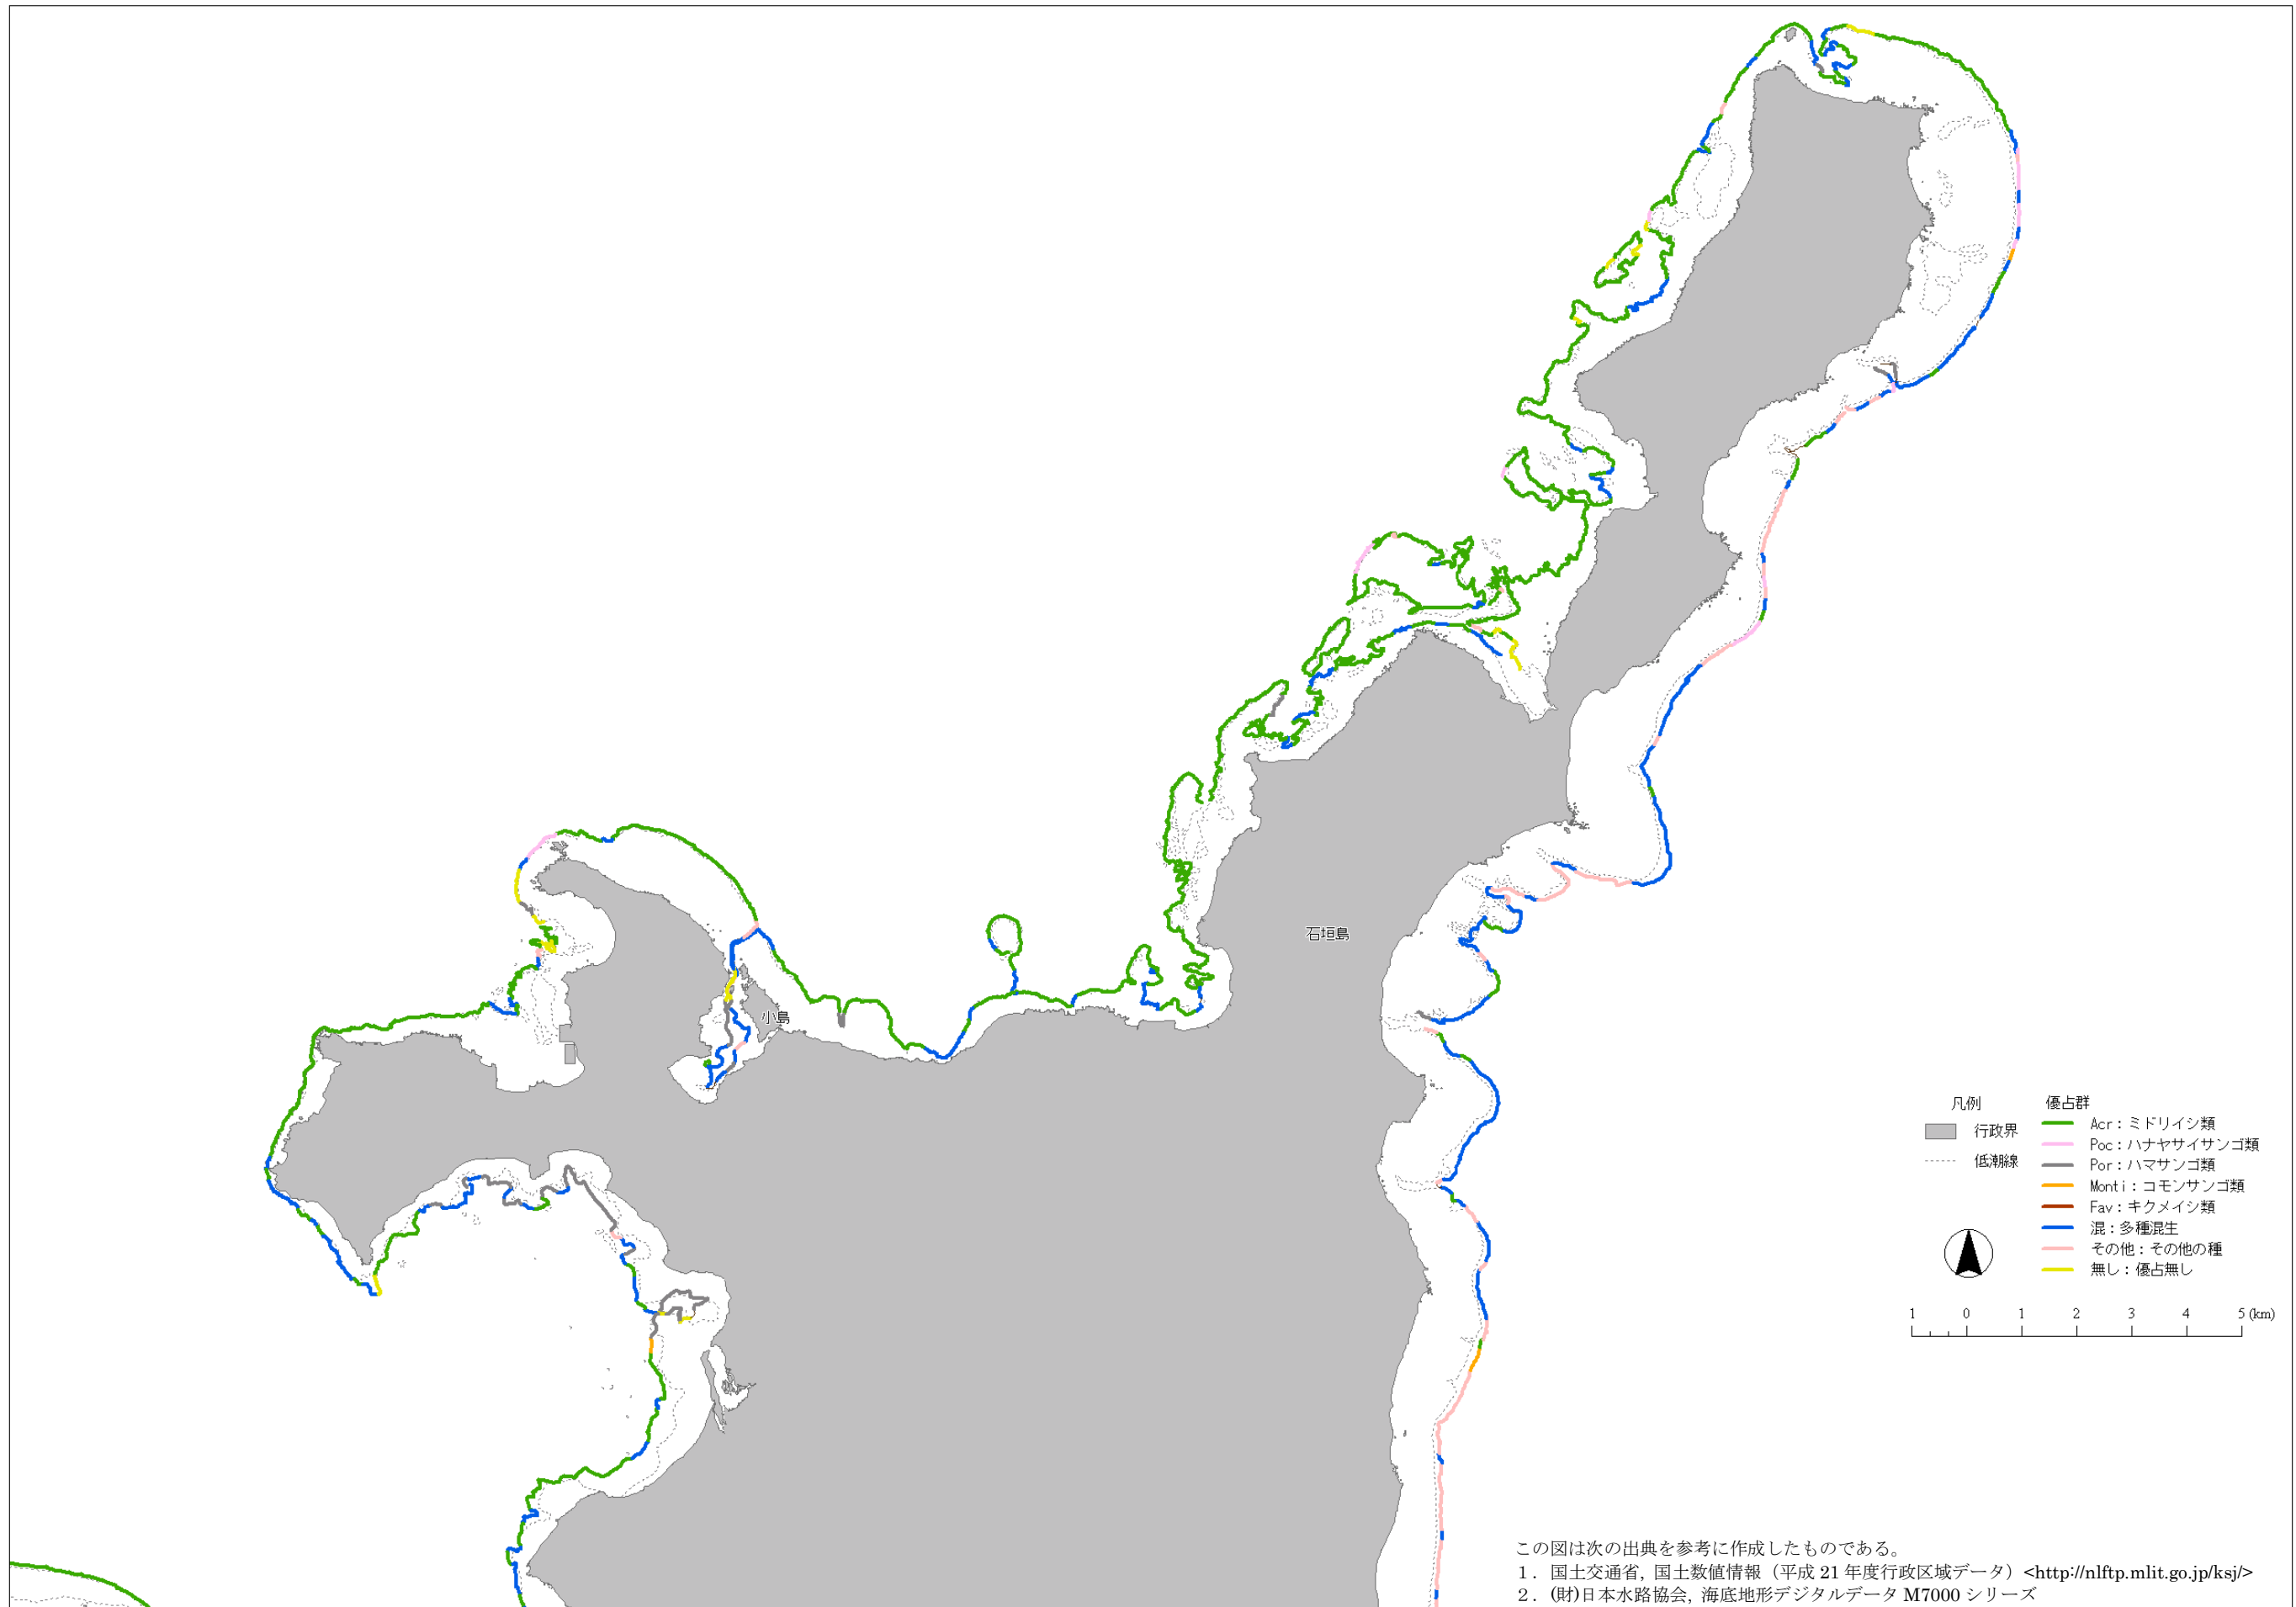 石垣島
小島
凡例
行政界
低潮線
優占群
Acr：ミドリイシ類
Poc：ハナヤサイサンゴ類
Por：ハマサンゴ類
Monti：コモンサンゴ類
Fav：キクメイシ類
混：多種混生
その他：その他の種
無し：優占無し
1 0 1 2 3 4 5 (km)
この図は次の出典を参考に作成したものである。
1．国土交通省, 国土数値情報（平成 21 年度行政区域データ）<http://nlftp.mlit.go.jp/ksj/>
2．(財)日本水路協会, 海底地形デジタルデータ M7000 シリーズ